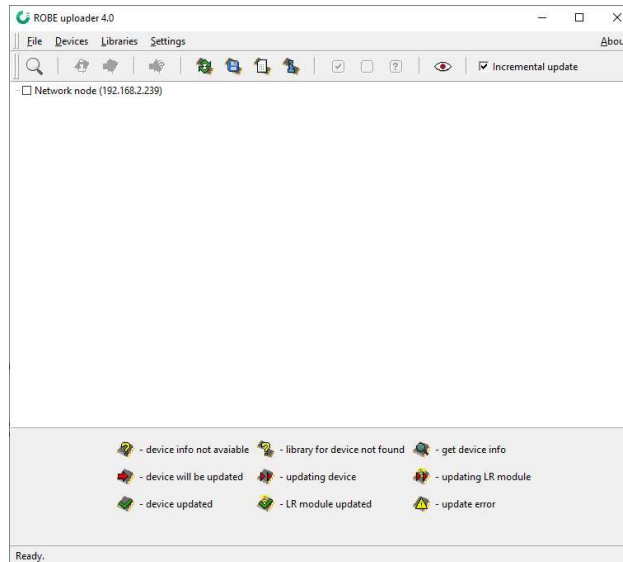 ROBE uploader 4.0
File Devices Libraries Settings Abou
Incremental update
Network node (192.168.2.239)
- device info not avaiable - library for device not found - get device info
- device will be updated - updating device - updating LR module
- device updated - LR module updated - update error
Ready.